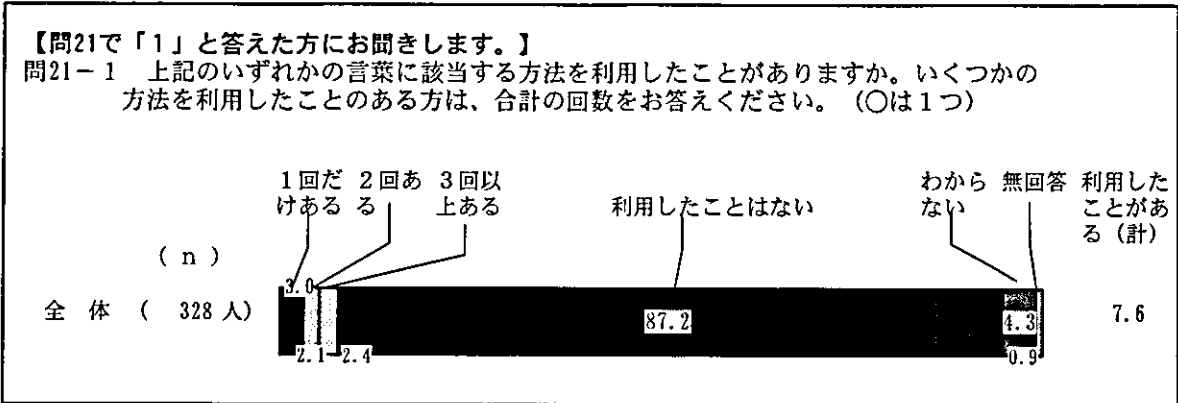 【問21で「1」と答えた方にお聞きします。】
問21－1　上記のいずれかの言葉に該当する方法を利用したことがありますか。いくつかの
方法を利用したことのある方は、合計の回数をお答えください。（○は1つ）
1回だけある
2回ある
3回以上ある
利用したことはない
わからない
無回答
利用したことがある（計）
（ｎ）
全　体　（　328 人）
3.0
2.1
2.4
87.2
4.3
0.9
7.6